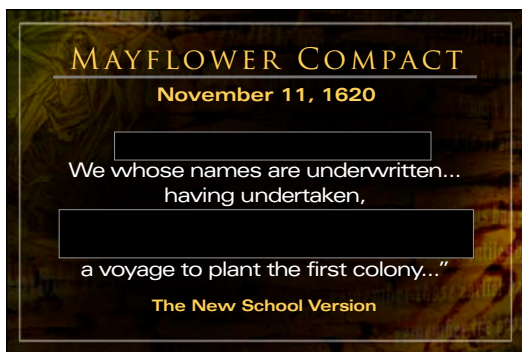 MAYFLOWER COMPACT
November 11, 1620
We whose names are underwritten...
having undertaken,
a voyage to plant the first colony..."
The New School Version